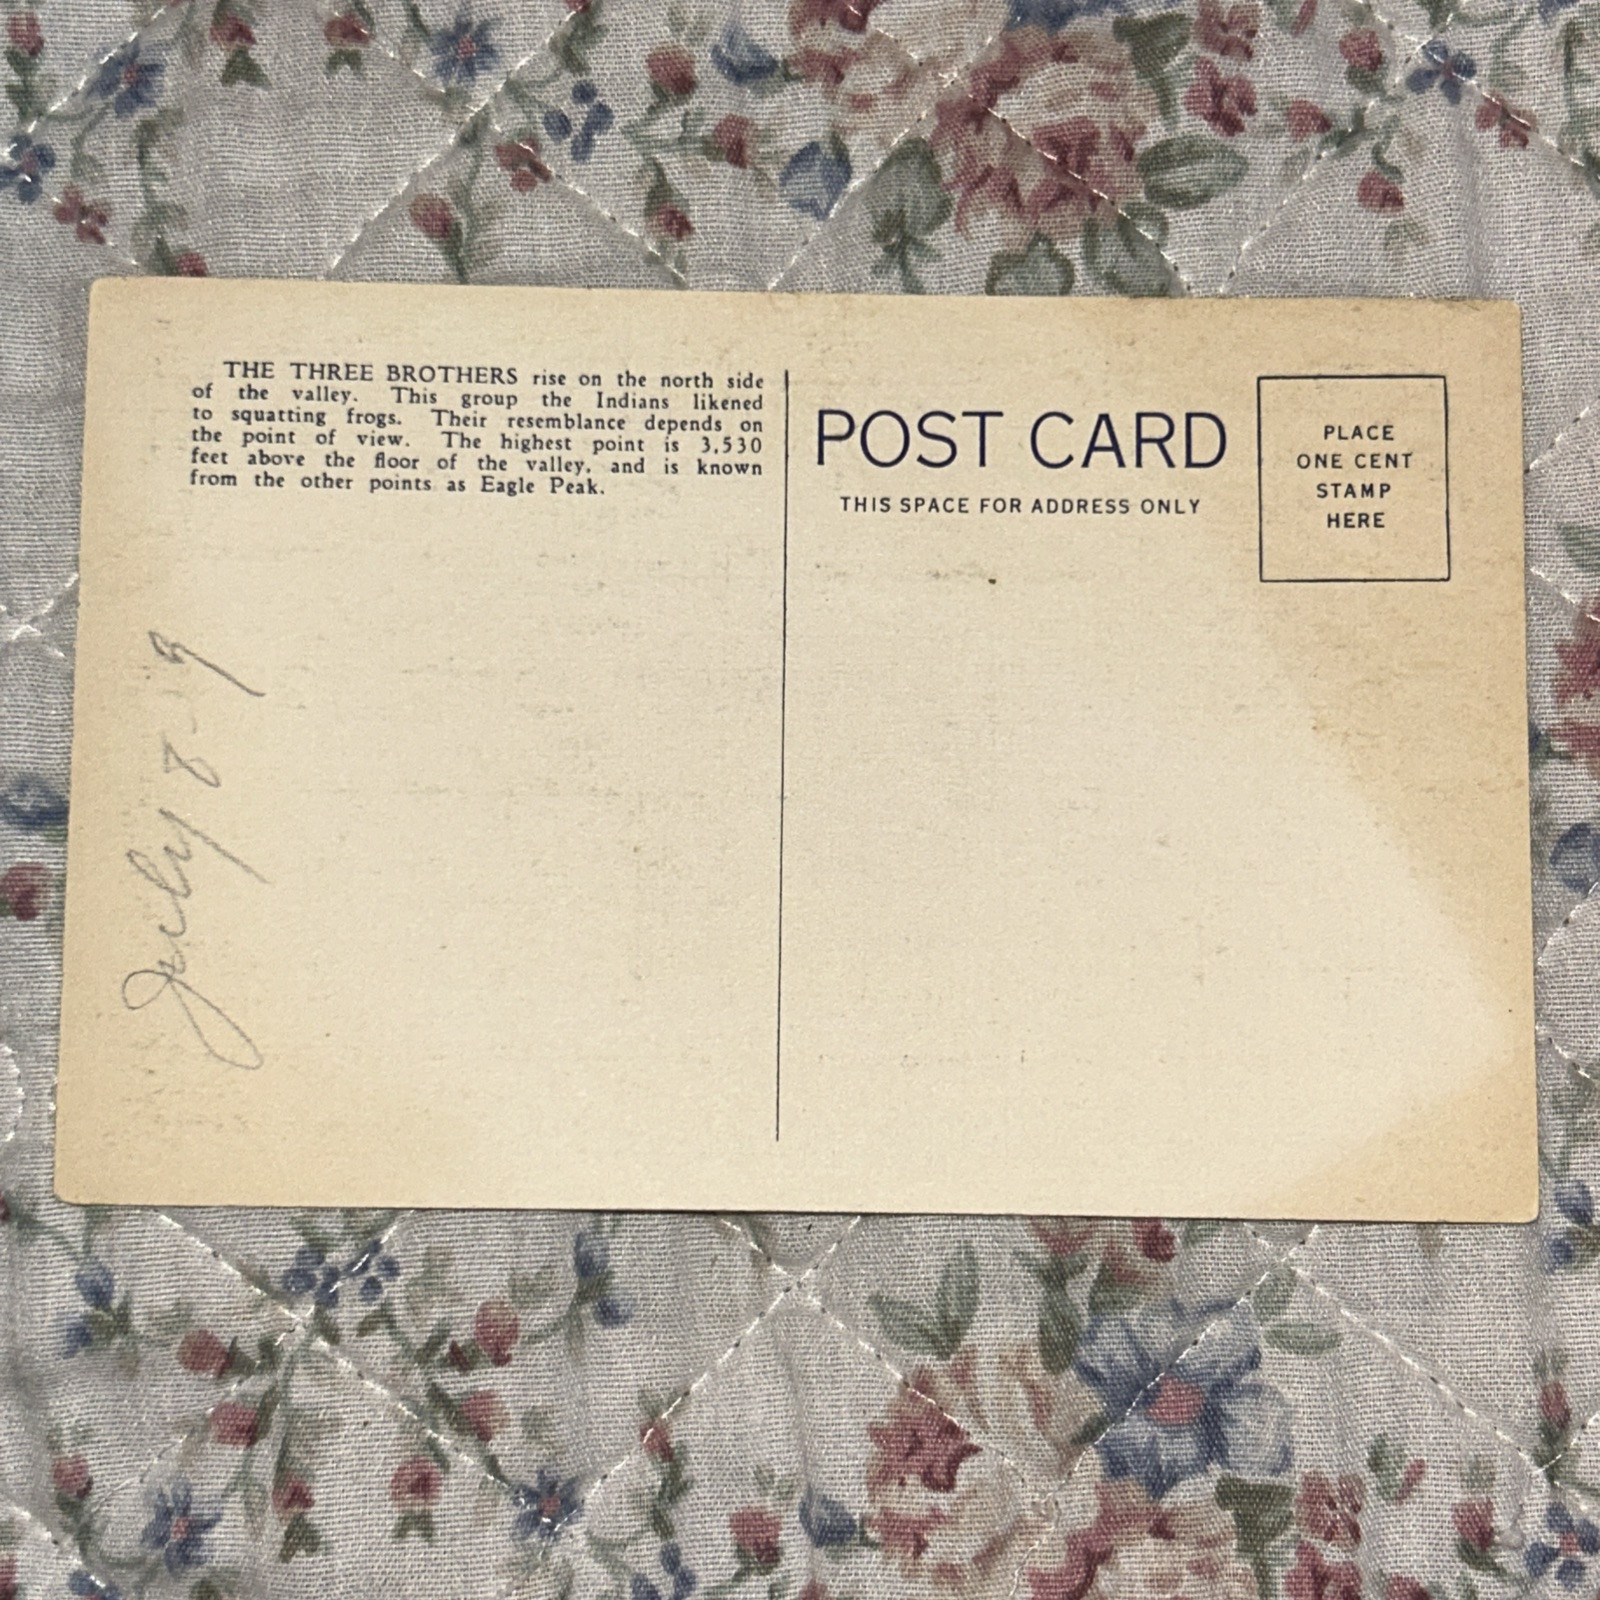 THE THREE BROTHERS rise on the north side
of the valley. This group the Indians likened
to squatting frogs. Their resemblance depends on
the point of view. The highest point is 3,530
feet above the floor of the valley, and is known
from the other points as Eagle Peak.
POST CARD
THIS SPACE FOR ADDRESS ONLY
PLACE
ONE CENT
STAMP
HERE
July 8-9